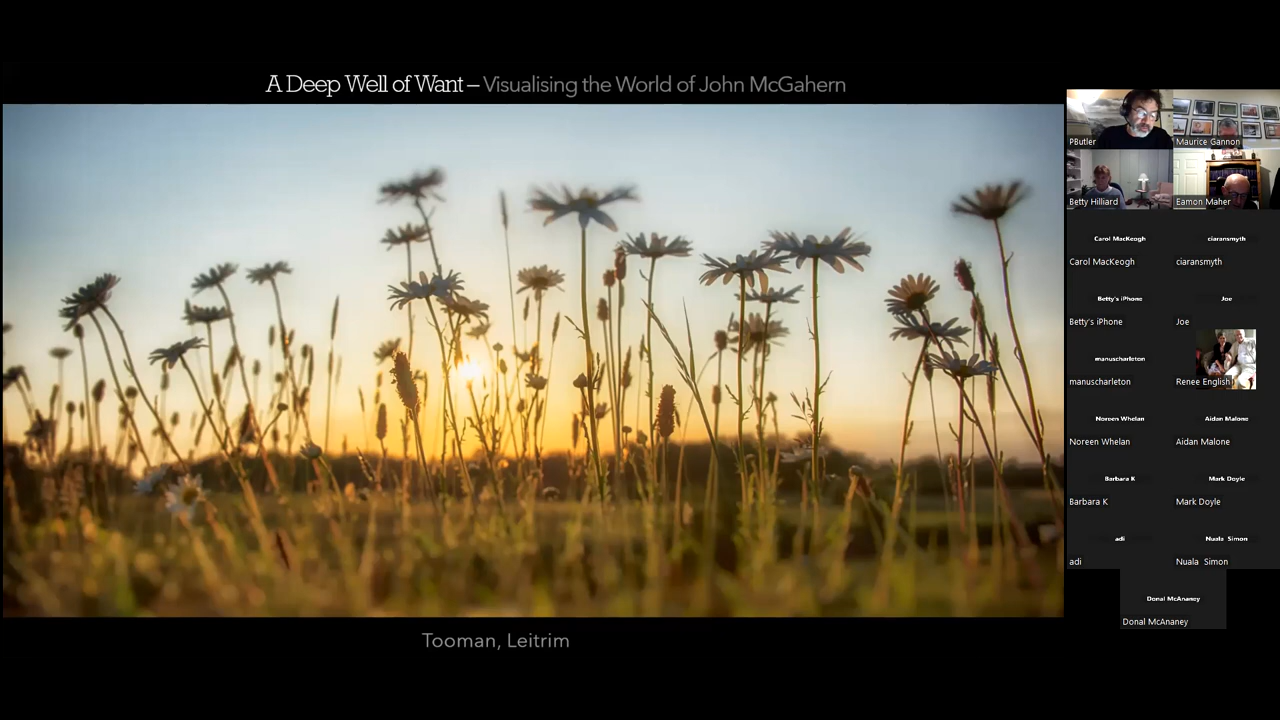 A Deep Well of Want – Visualising the World of John McGahern
Tooman, Leitrim
PButler
Maurice Gannon
Betty Hilliard
Eamon Maher
Carol MacKeogh
Carol MacKeogh
ciaransmyth
ciaransmyth
Betty's iPhone
Betty's iPhone
Joe
Joe
manuscharleton
manuscharleton
Renee English
Noreen Whelan
Noreen Whelan
Aidan Malone
Aidan Malone
Barbara K
Barbara K
Mark Doyle
Mark Doyle
adi
adi
Nuala Simon
Nuala Simon
Donal McAnaney
Donal McAnaney